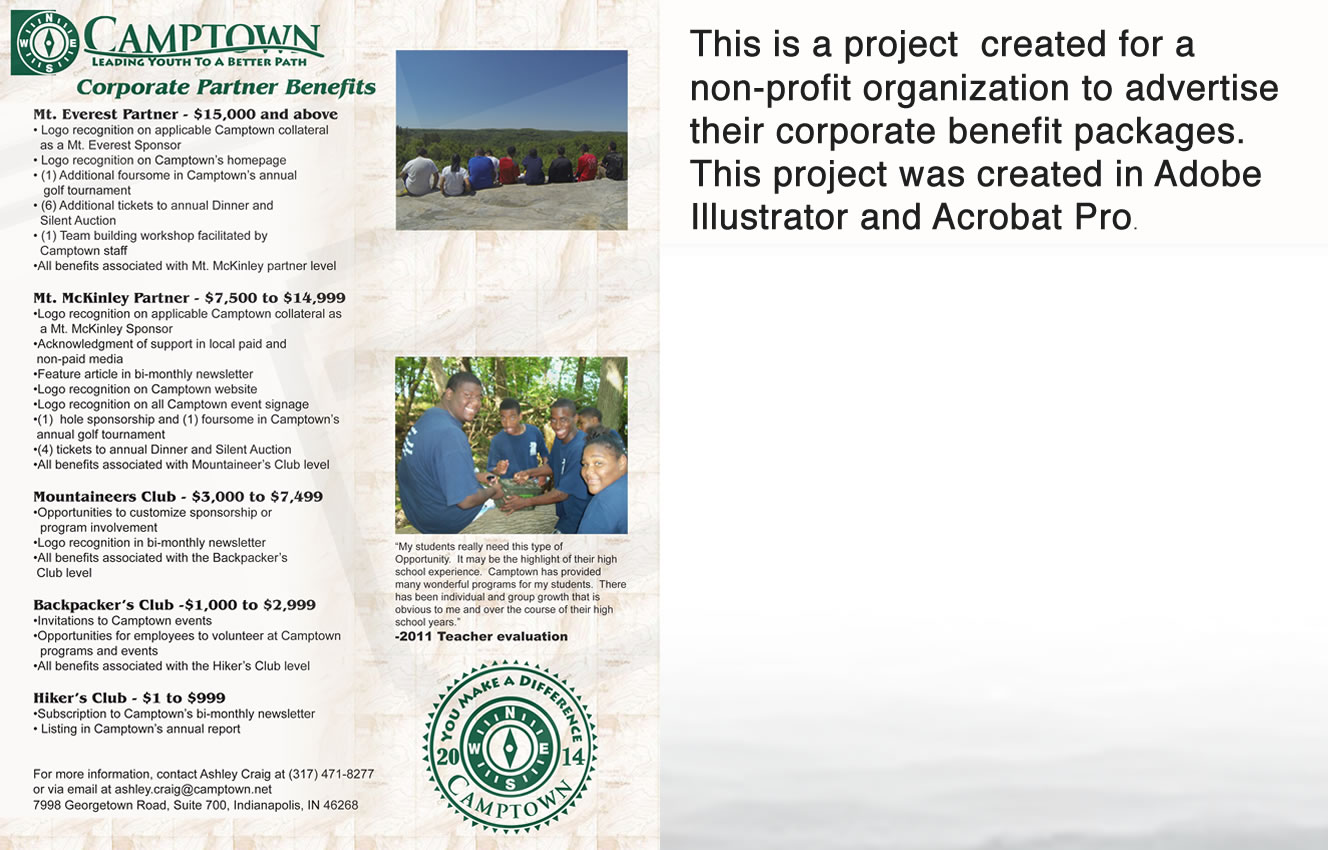 CAMPTOWN
LEADING YOUTH TO A BETTER PATH
Corporate Partner Benefits
Mt. Everest Partner - $15,000 and above
• Logo recognition on applicable Camptown collateral
as a Mt. Everest Sponsor
• Logo recognition on Camptown's homepage
• (1) Additional foursome in Camptown's annual
golf tournament
• (6) Additional tickets to annual Dinner and
Silent Auction
• (1) Team building workshop facilitated by
Camptown staff
•All benefits associated with Mt. McKinley partner level
Mt. McKinley Partner - $7,500 to $14,999
•Logo recognition on applicable Camptown collateral as
a Mt. McKinley Sponsor
•Acknowledgment of support in local paid and
non-paid media
•Feature article in bi-monthly newsletter
•Logo recognition on Camptown website
•Logo recognition on all Camptown event signage
•(1)  hole sponsorship and (1) foursome in Camptown's
annual golf tournament
•(4) tickets to annual Dinner and Silent Auction
•All benefits associated with Mountaineer's Club level
Mountaineers Club - $3,000 to $7,499
•Opportunities to customize sponsorship or
program involvement
•Logo recognition in bi-monthly newsletter
•All benefits associated with the Backpacker's
Club level
Backpacker's Club -$1,000 to $2,999
•Invitations to Camptown events
•Opportunities for employees to volunteer at Camptown
programs and events
•All benefits associated with the Hiker's Club level
Hiker's Club - $1 to $999
•Subscription to Camptown's bi-monthly newsletter
• Listing in Camptown's annual report
For more information, contact Ashley Craig at (317) 471-8277
or via email at ashley.craig@camptown.net
7998 Georgetown Road, Suite 700, Indianapolis, IN 46268
"My students really need this type of
Opportunity.  It may be the highlight of their high
school experience.  Camptown has provided
many wonderful programs for my students.  There
has been individual and group growth that is
obvious to me and over the course of their high
school years."
-2011 Teacher evaluation
YOU MAKE A DIFFERENCE
N
W E
S
20 14
CAMPTOWN
This is a project  created for a
non-profit organization to advertise
their corporate benefit packages.
This project was created in Adobe
Illustrator and Acrobat Pro.